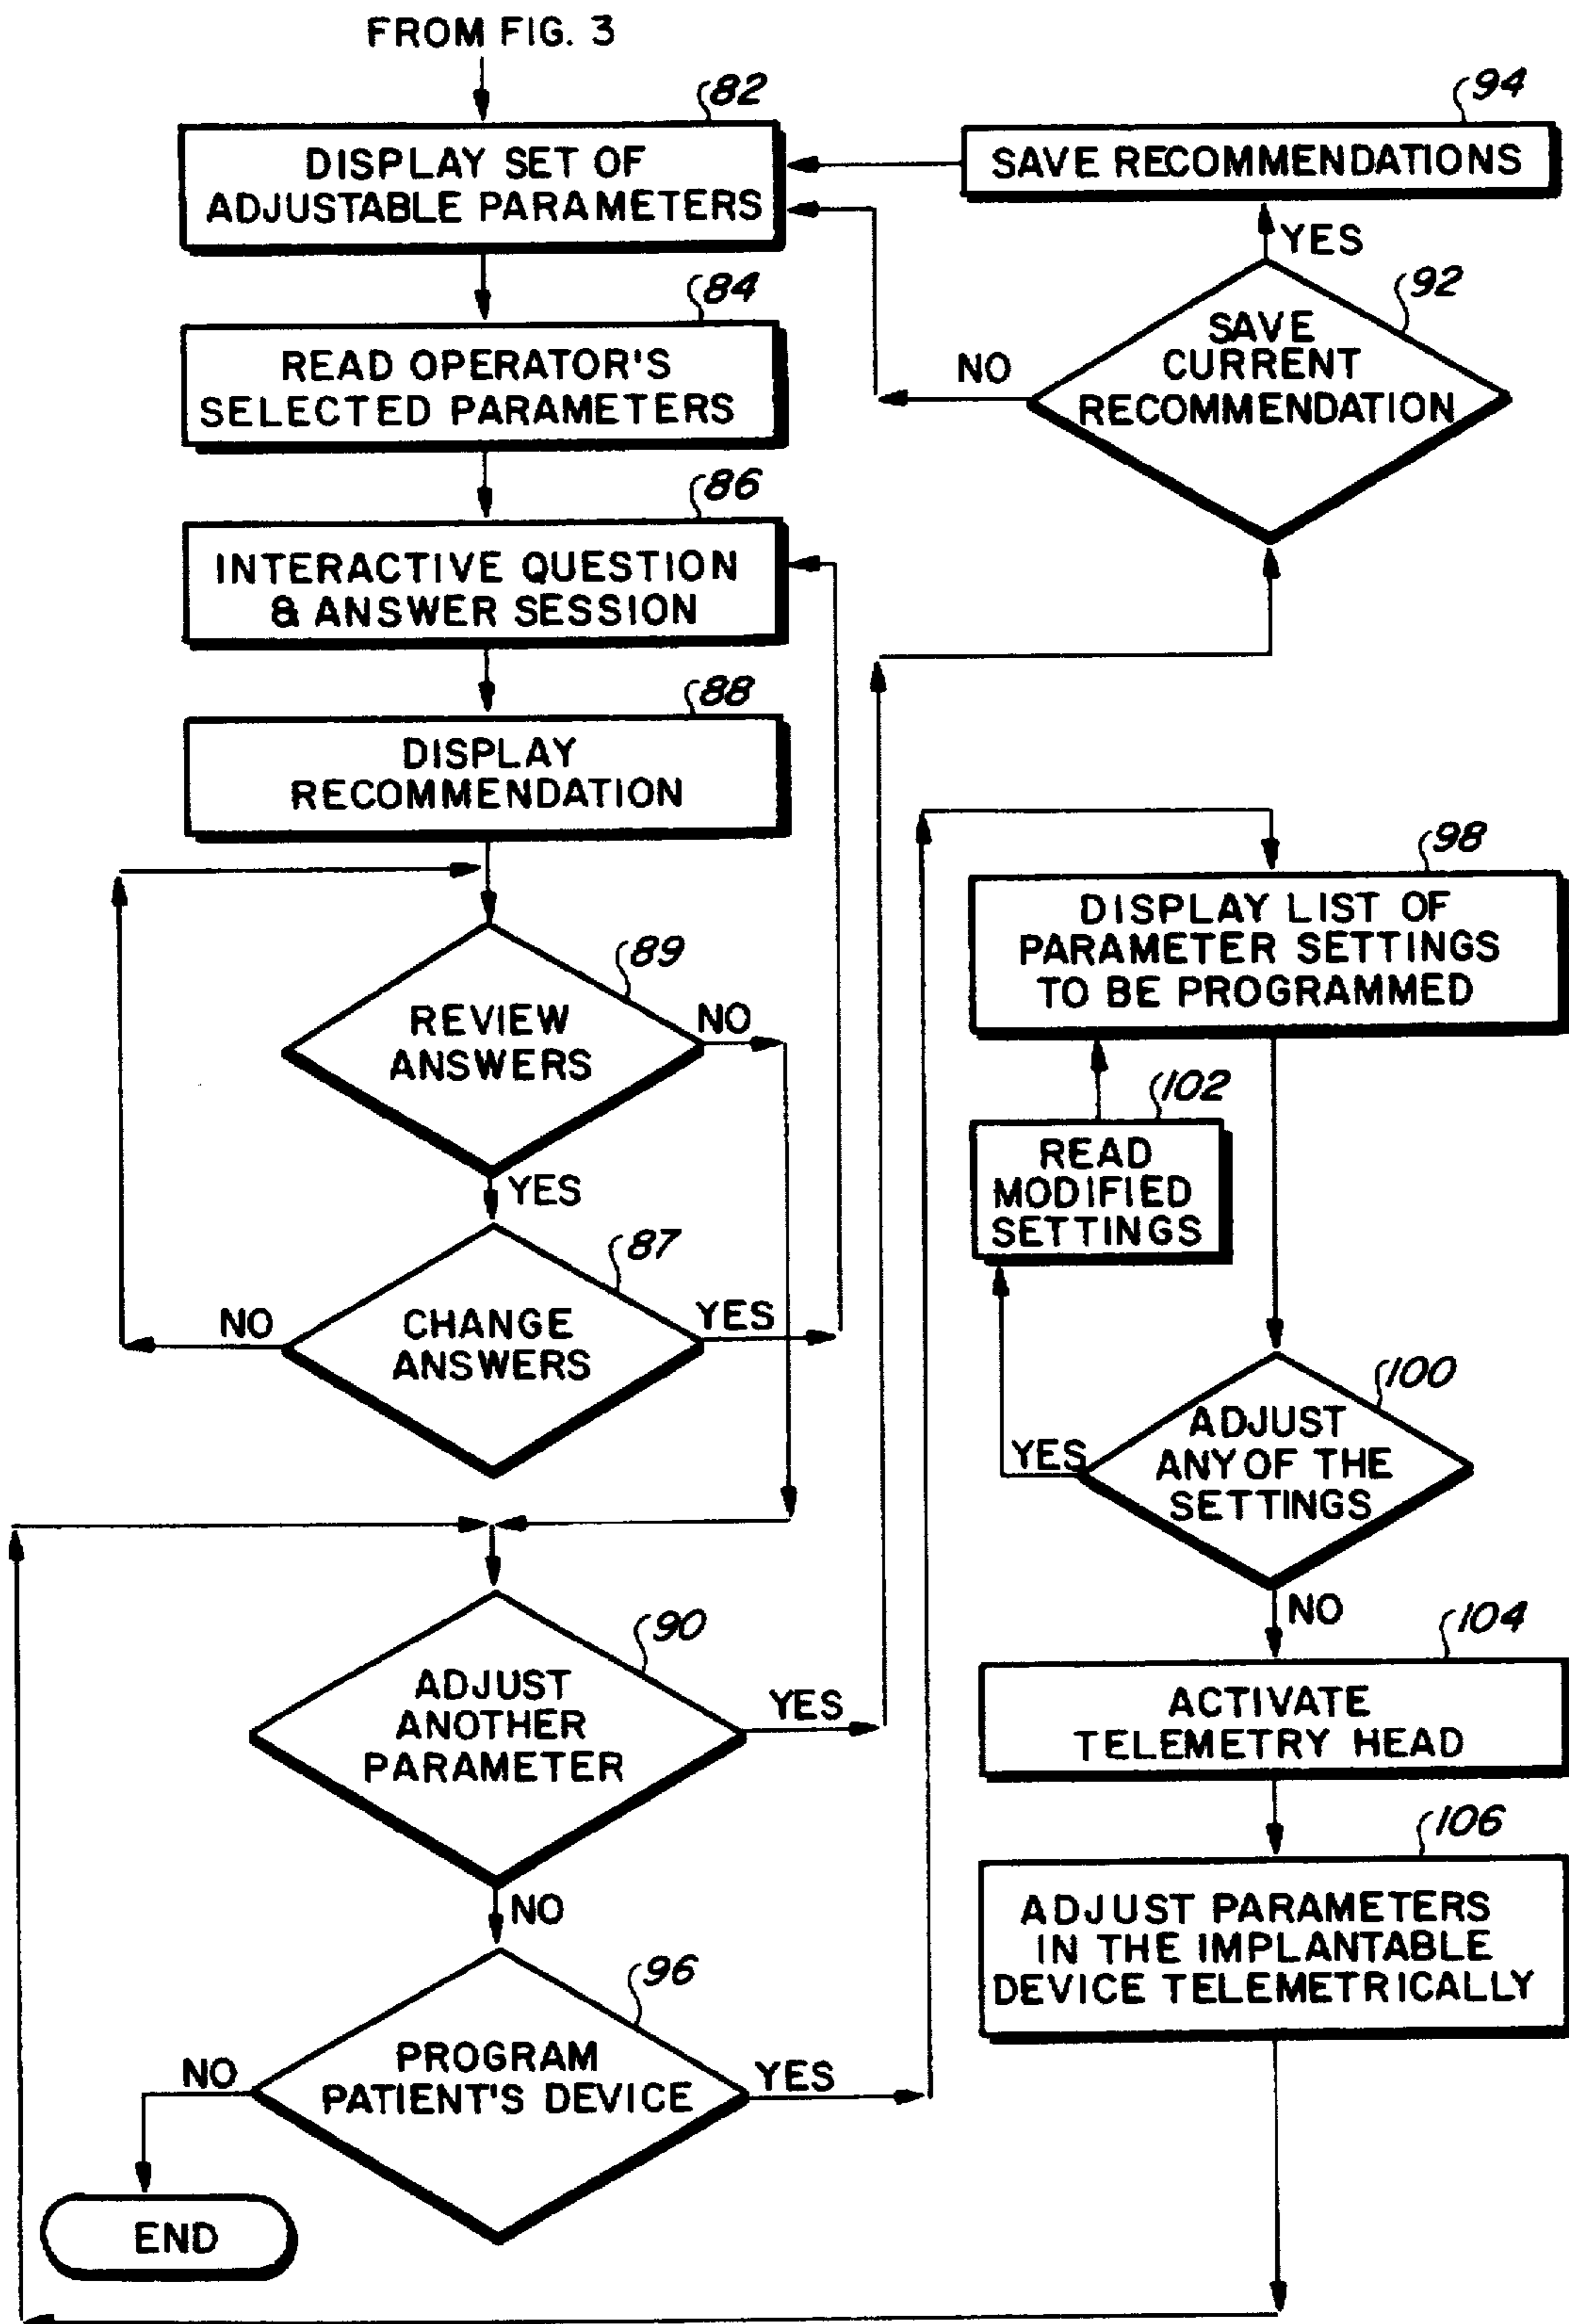 FROM FIG. 3
82
DISPLAY SET OF
ADJUSTABLE PARAMETERS
84
READ OPERATOR'S
SELECTED PARAMETERS
86
INTERACTIVE QUESTION
& ANSWER SESSION
88
DISPLAY
RECOMMENDATION
89
REVIEW
ANSWERS
NO
YES
87
CHANGE
ANSWERS
NO
YES
90
ADJUST
ANOTHER
PARAMETER
YES
NO
96
PROGRAM
PATIENT'S DEVICE
NO
YES
END
94
SAVE RECOMMENDATIONS
YES
92
SAVE
CURRENT
RECOMMENDATION
NO
98
DISPLAY LIST OF
PARAMETER SETTINGS
TO BE PROGRAMMED
102
READ
MODIFIED
SETTINGS
100
ADJUST
ANY OF THE
SETTINGS
YES
NO
104
ACTIVATE
TELEMETRY HEAD
106
ADJUST PARAMETERS
IN THE IMPLANTABLE
DEVICE TELEMETRICALLY